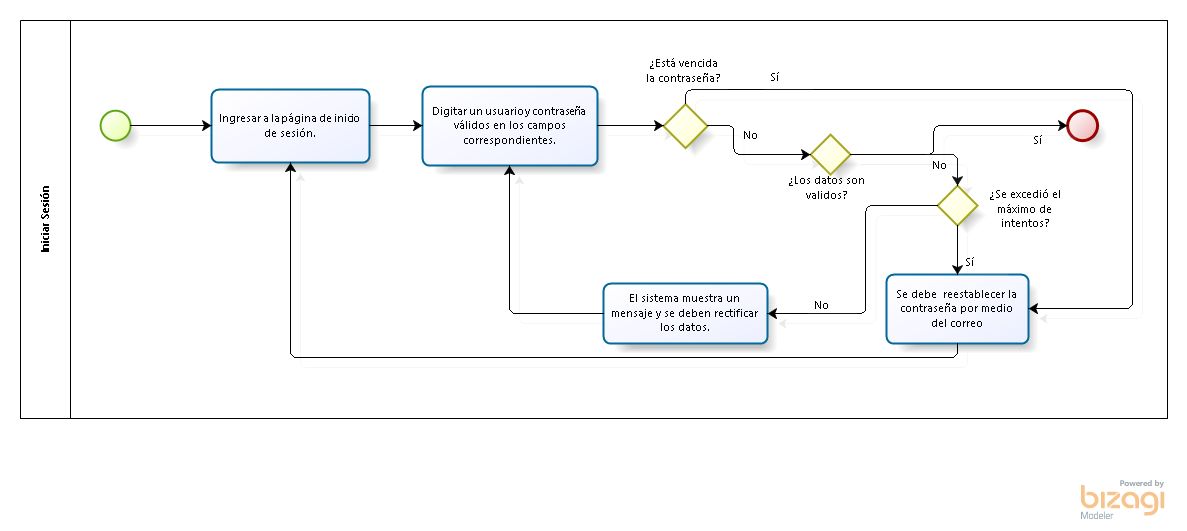 Iniciar Sesión
Ingresar a la página de inicio
de sesión.
Digitar un usuario y contraseña
válidos en los campos
correspondientes.
¿Está vencida
la contraseña?
Sí
No
¿Los datos son
validos?
Sí
No
¿Se excedió el
máximo de
intentos?
Sí
No
El sistema muestra un
mensaje y se deben rectificar
los datos.
Se debe reestablecer la
contraseña por medio
del correo
Powered by
bizagi
Modeler